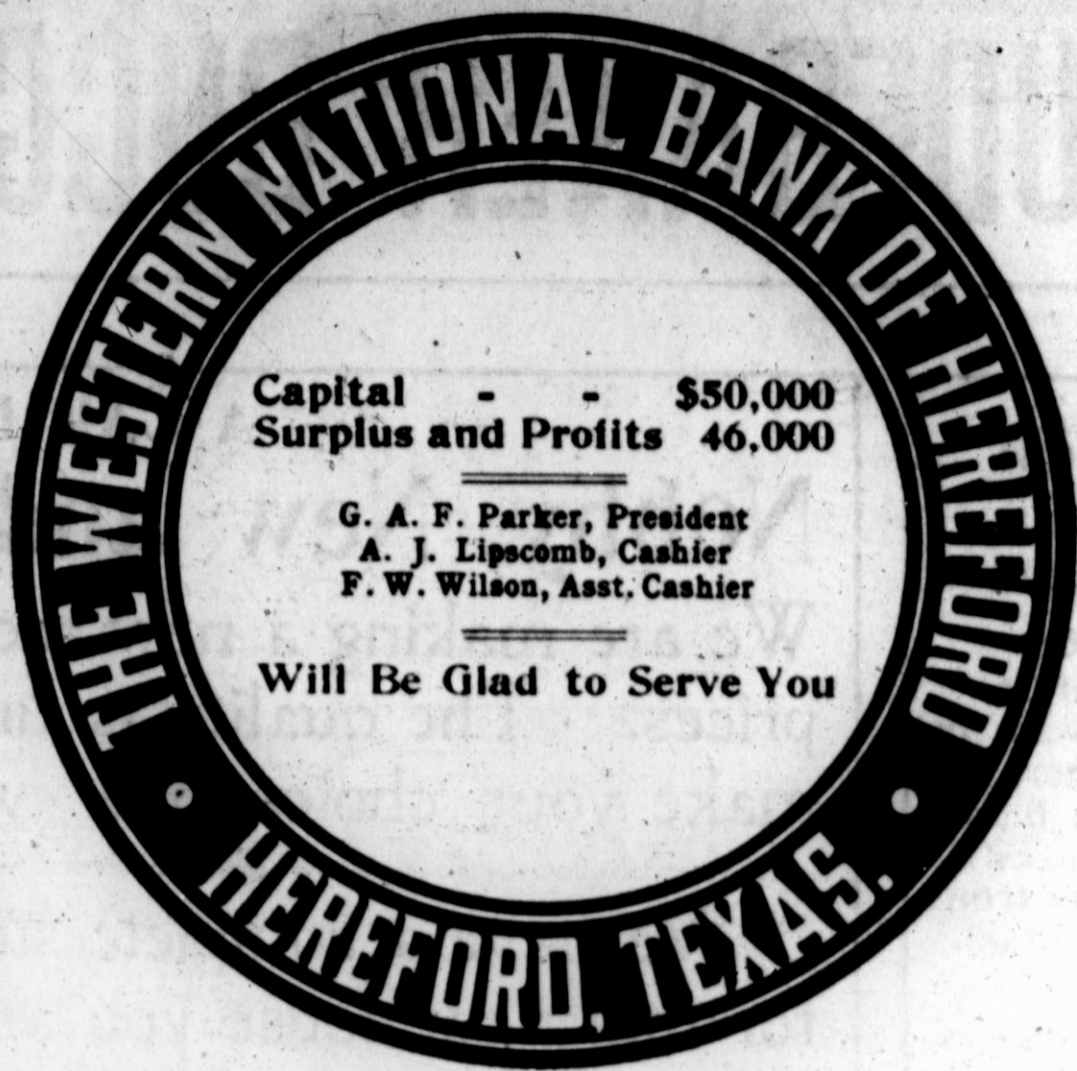 THE WESTERN NATIONAL BANK OF HEREFORD
Capital - - $50,000
Surplus and Profits 46,000
G. A. F. Parker, President
A. J. Lipscomb, Cashier
F. W. Wilson, Asst. Cashier
Will Be Glad to Serve You
HEREFORD, TEXAS.